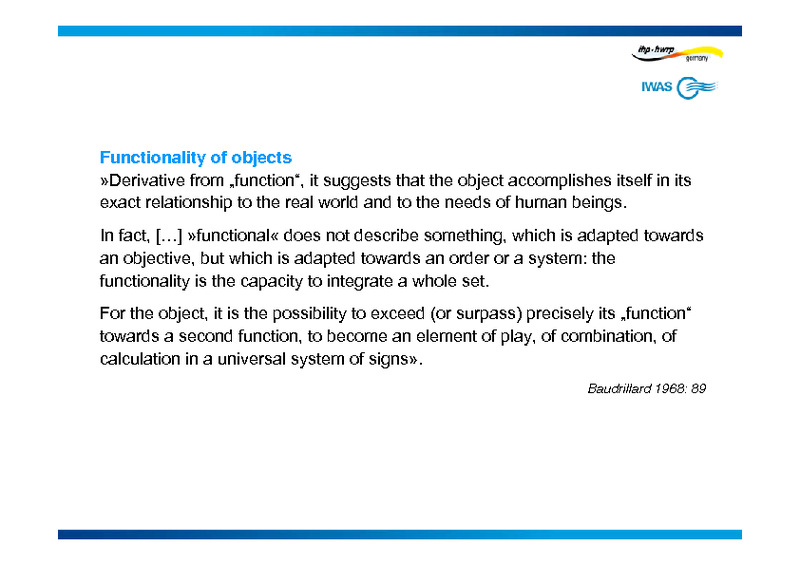 ihp - hwrp
germany
IWAS
Functionality of objects
»Derivative from „function“, it suggests that the object accomplishes itself in its
exact relationship to the real world and to the needs of human beings.
In fact, […] »functional« does not describe something, which is adapted towards
an objective, but which is adapted towards an order or a system: the
functionality is the capacity to integrate a whole set.
For the object, it is the possibility to exceed (or surpass) precisely its „function“
towards a second function, to become an element of play, of combination, of
calculation in a universal system of signs».
Baudrillard 1968: 89